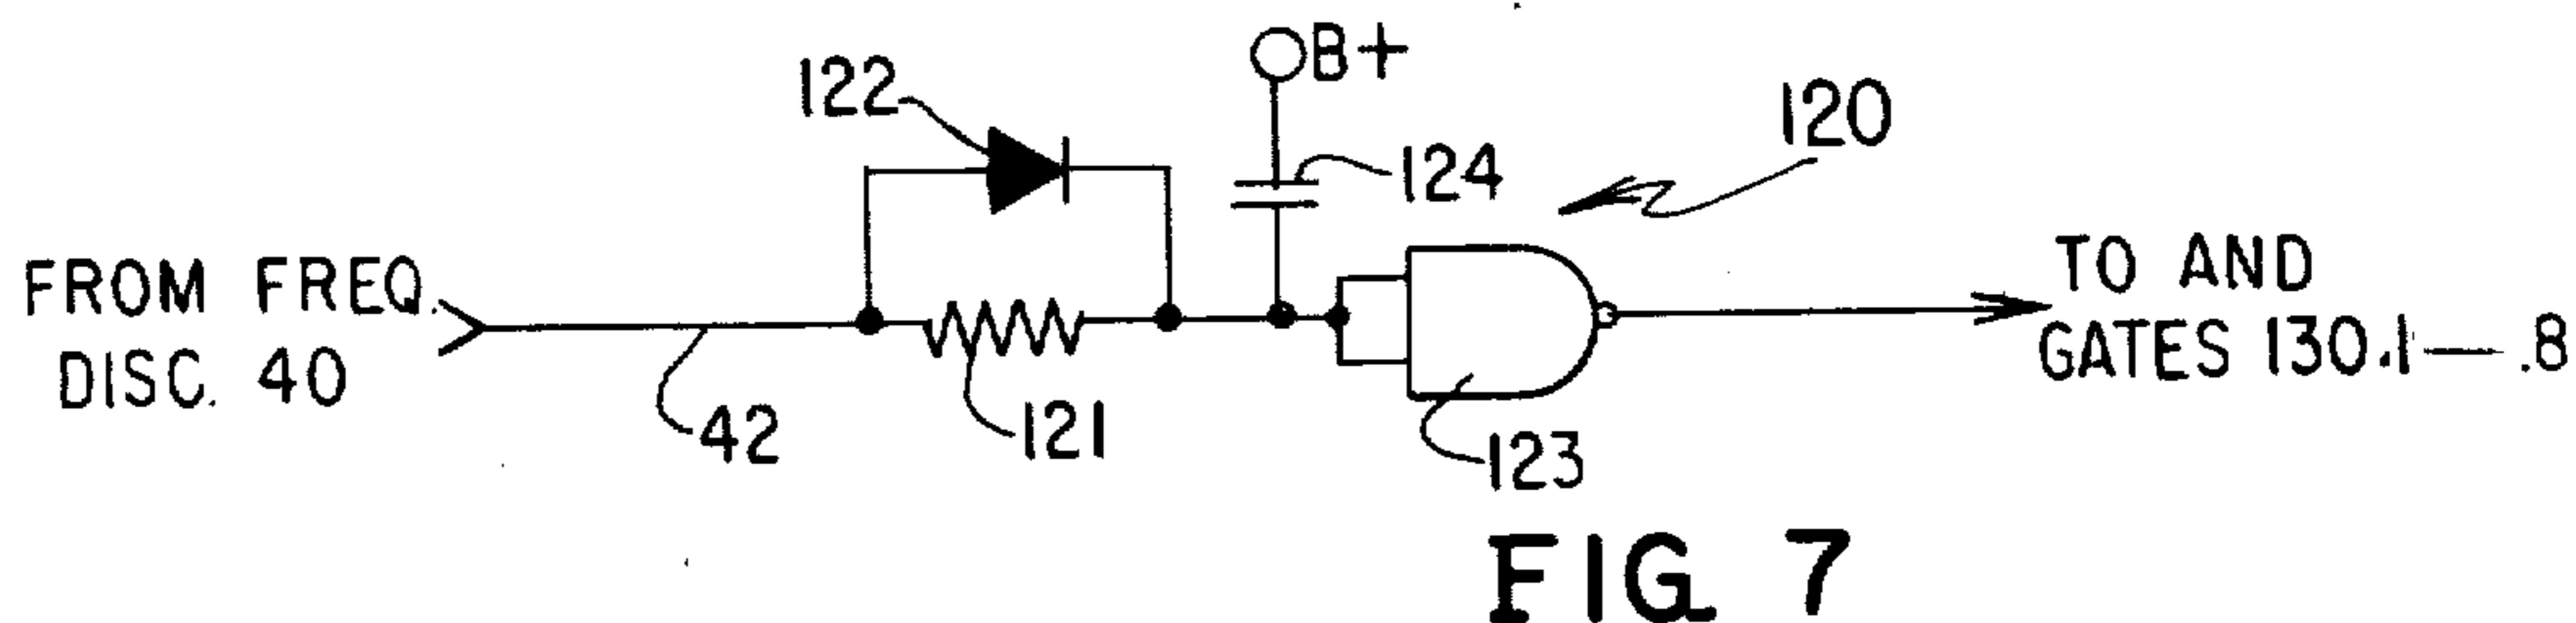 B+
122
120
124
FROM FREQ.
DISC. 40
TO AND
GATES 130.1 — .8
42
121
123
FIG. 7